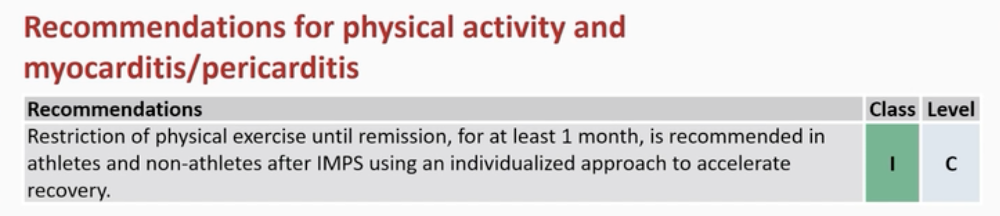 Recommendations for physical activity and
myocarditis/pericarditis
Recommendations Class Level
Restriction of physical exercise until remission, for at least 1 month, is recommended in
athletes and non-athletes after IMPS using an individualized approach to accelerate I C
recovery.